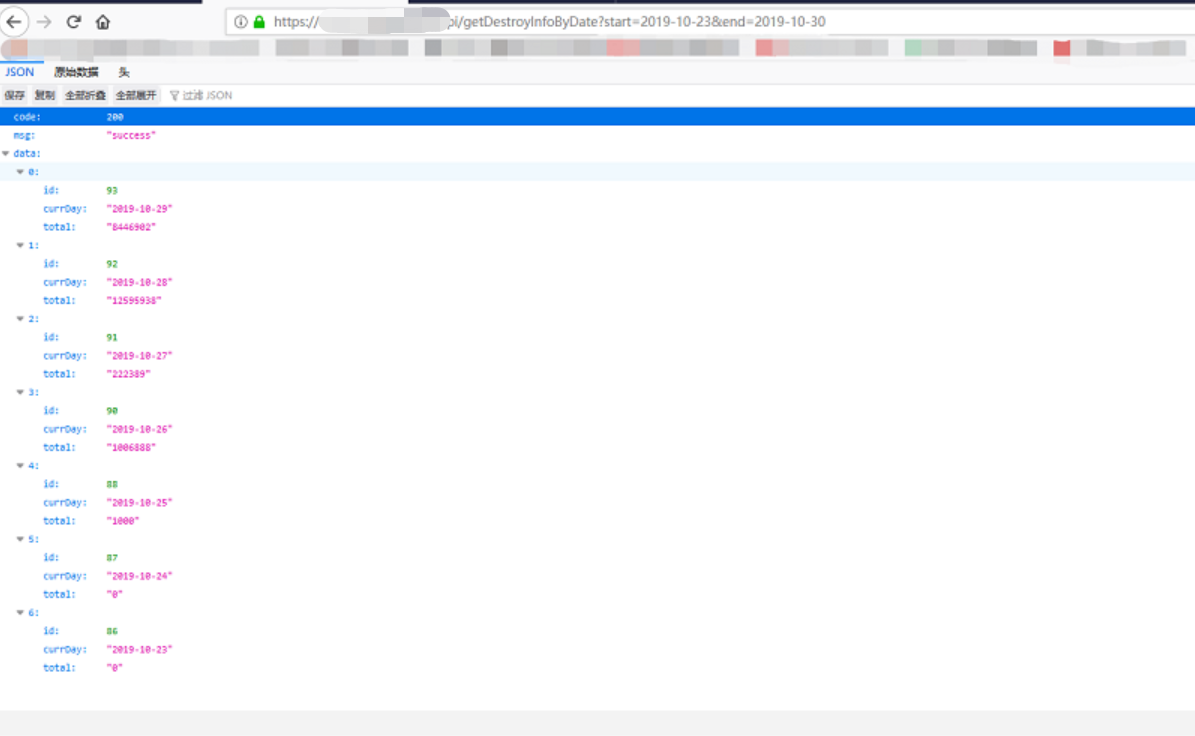 https:// pi/getDestroyInfoByDate?start=2019-10-23&end=2019-10-30
JSON 原始数据 头
保存 复制 全部折叠 全部展开 过滤 JSON
code: 200
msg: "success"
data:
0:
id: 93
currDay: "2019-10-29"
total: "8446902"
1:
id: 92
currDay: "2019-10-28"
total: "12595938"
2:
id: 91
currDay: "2019-10-27"
total: "222389"
3:
id: 90
currDay: "2019-10-26"
total: "1006888"
4:
id: 88
currDay: "2019-10-25"
total: "1000"
5:
id: 87
currDay: "2019-10-24"
total: "0"
6:
id: 86
currDay: "2019-10-23"
total: "0"